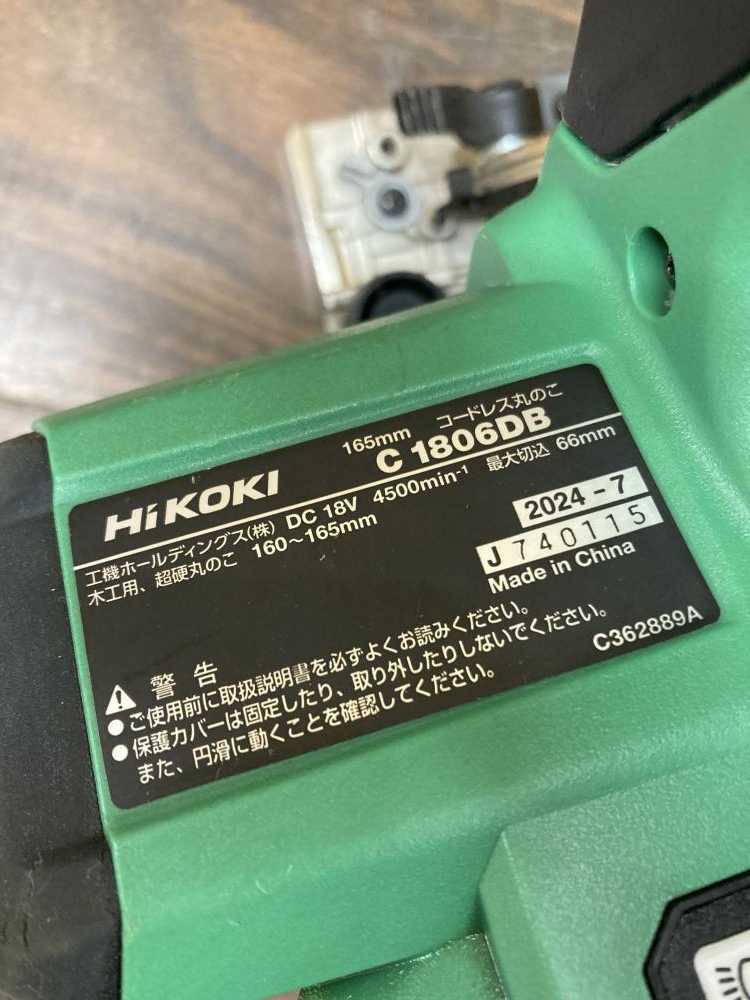 165mm コードレス丸のこ
HiKOKI C 1806DB
工機ホールディングス(株) DC 18V 4500min-1 最大切込 66mm
木工用、超硬丸のこ 160～165mm
2024-7
J 740115
Made in China
警告
●ご使用前に取扱説明書を必ずよくお読みください。
●保護カバーは固定したり、取り外したりしないでください。
また、円滑に動くことを確認してください。
C362889A